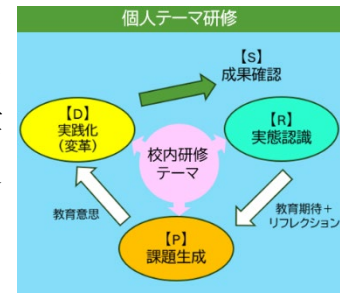 個人テーマ研修
【S】
成果確認
【D】
実践化
（変革）
【R】
実態認識
校内研修
テーマ
教育意思
教育期待＋
リフレクション
【P】
課題生成